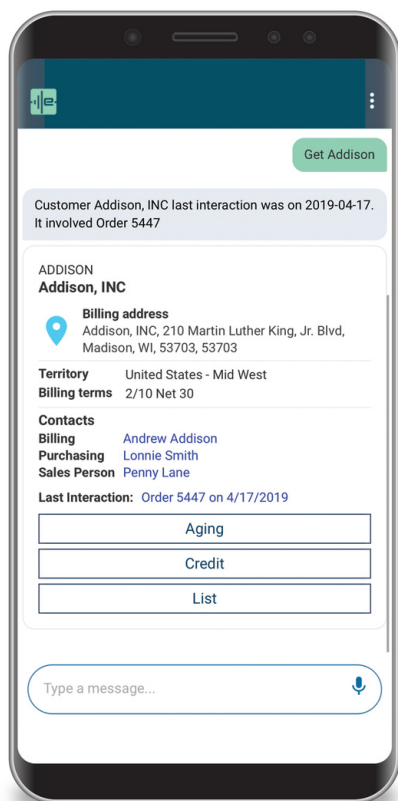 e
Get Addison
Customer Addison, INC last interaction was on 2019-04-17.
It involved Order 5447
ADDISON
Addison, INC
Billing address
Addison, INC, 210 Martin Luther King, Jr. Blvd,
Madison, WI, 53703, 53703
Territory United States - Mid West
Billing terms 2/10 Net 30
Contacts
Billing Andrew Addison
Purchasing Lonnie Smith
Sales Person Penny Lane
Last Interaction: Order 5447 on 4/17/2019
Aging
Credit
List
Type a message...